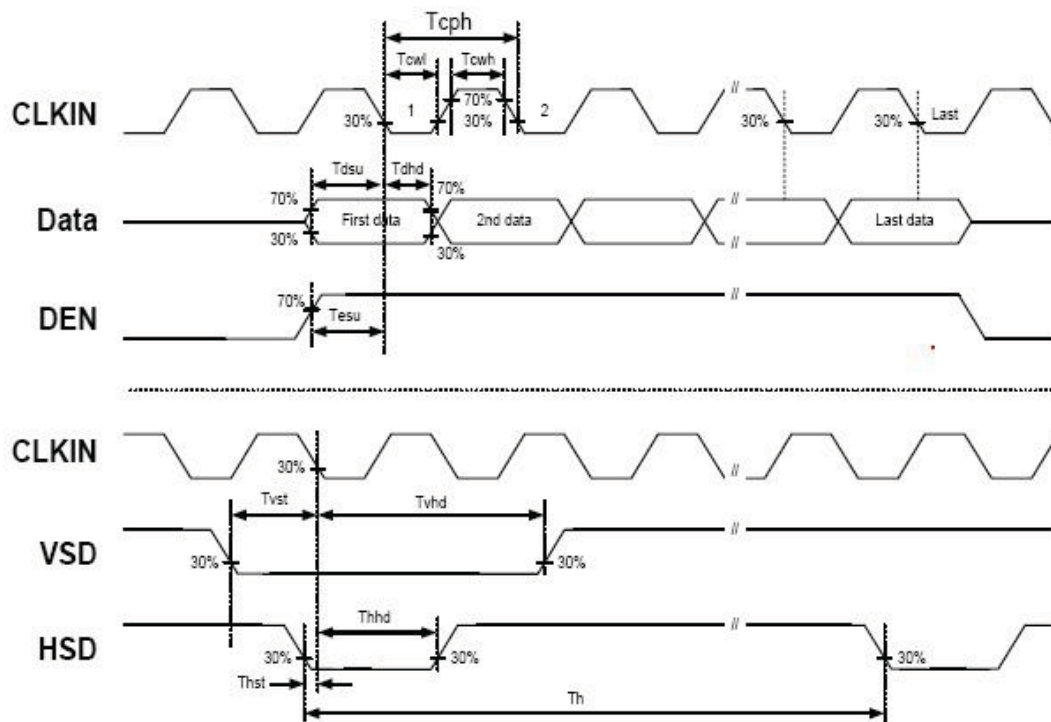 Tcph
Tcwl Tcwh
CLKIN 30% 1 70% 30% 2 // 30% 30% Last
Tdsu Tdhd
Data 70% 30% First data 70% 30% 2nd data // // Last data
DEN 70% Tesu //
CLKIN 30% //
Tvst Tvhd
VSD 30% 30% //
Thhd
HSD 30% 30% // 30%
Thst
Th